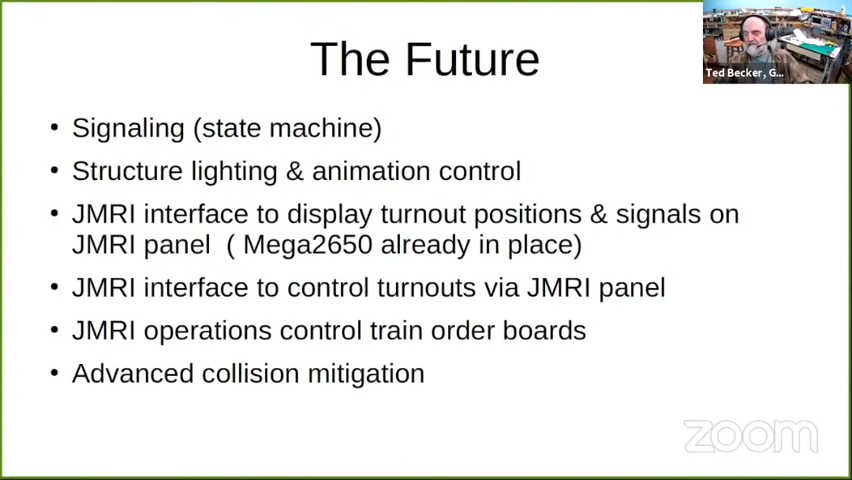 The Future
Ted Becker, G...
• Signaling (state machine)
• Structure lighting & animation control
• JMRI interface to display turnout positions & signals on
JMRI panel ( Mega2650 already in place)
• JMRI interface to control turnouts via JMRI panel
• JMRI operations control train order boards
• Advanced collision mitigation
zoom